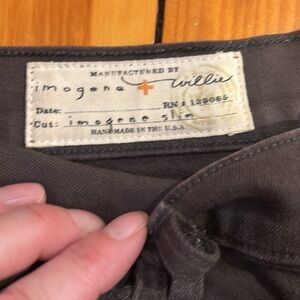 MANUFACTURED BY
imogene + willie
Date: RN# 129065
Cut: imogene slim
HANDMADE IN THE U.S.A